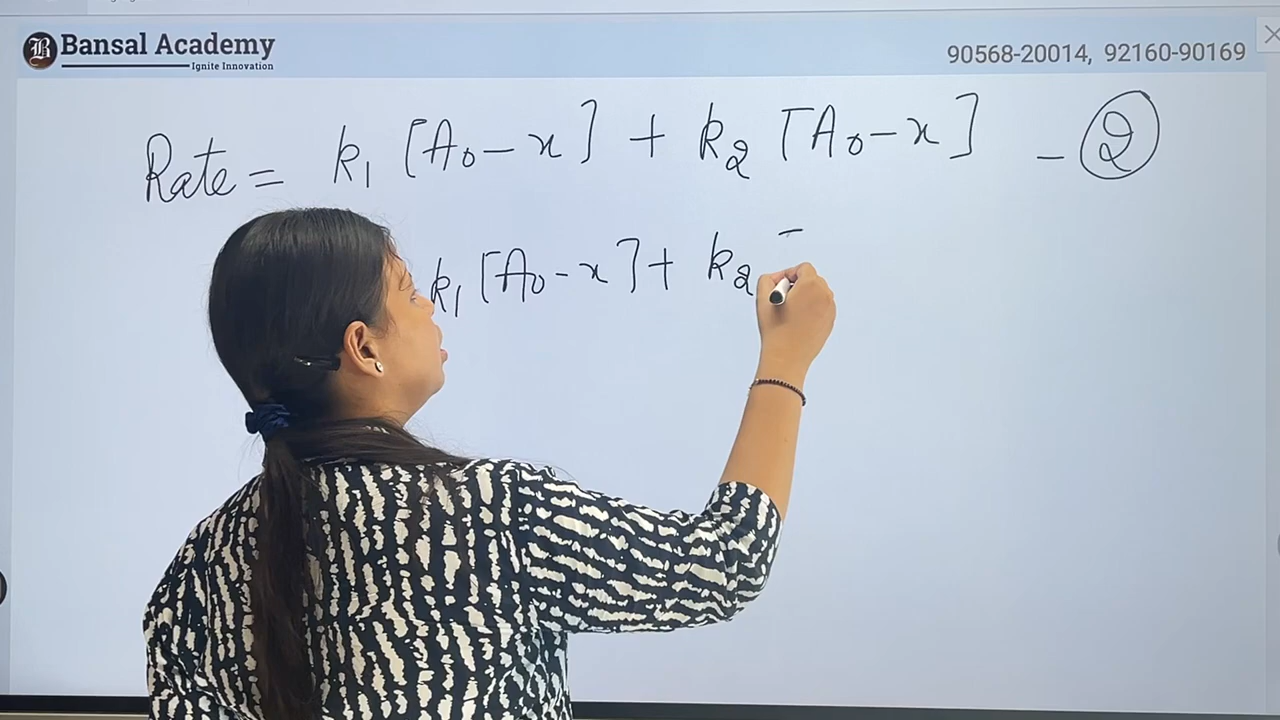 Bansal Academy
Ignite Innovation
90568-20014, 92160-90169
Rate = k₁ [A₀ - x] + k₂ [A₀ - x] - ②
k₁ [A₀ - x] + k₂